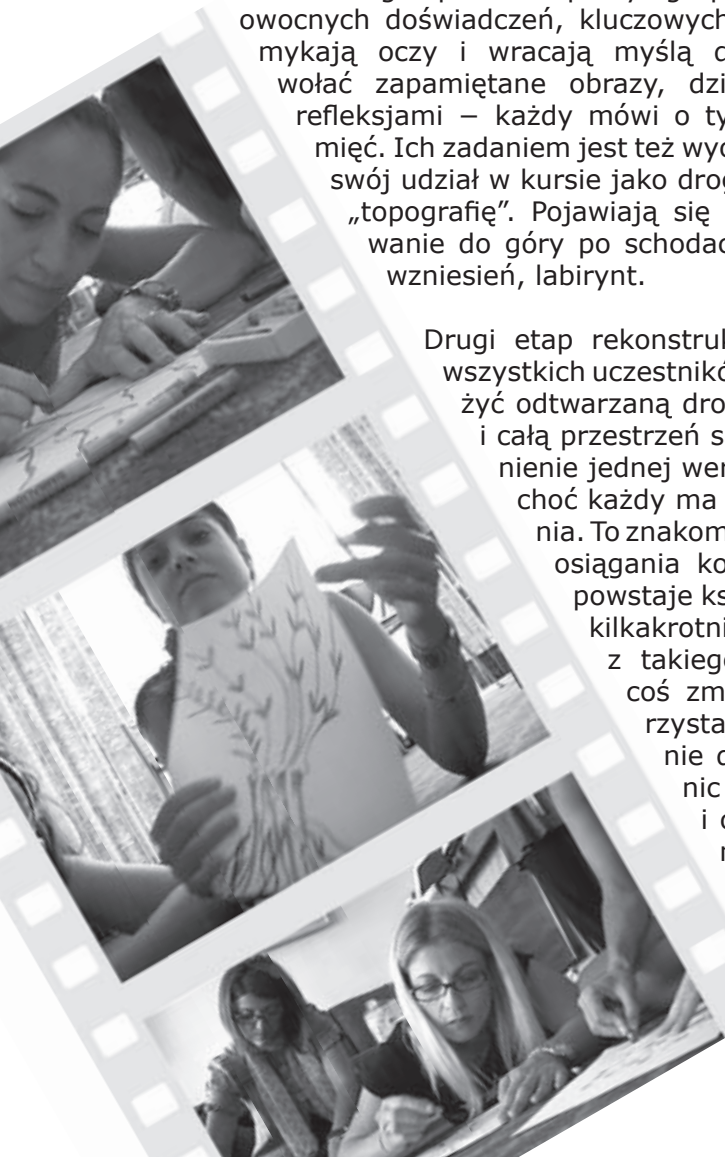 owocnych doświadczeń, kluczowych
mykają oczy i wracają myślą
wołać zapamiętane obrazy, dzi
refleksjami – każdy mówi o ty
mięć. Ich zadaniem jest też wyo
swój udział w kursie jako drog
„topografię”. Pojawiają się
wanie do góry po schodac
wzniesień, labirynt.
Drugi etap rekonstruk
wszystkich uczestnikó
żyć odtwarzaną dro
i całą przestrzeń s
nienie jednej wer
choć każdy ma
nia. To znakom
osiągania ko
powstaje ks
kilkakrotni
z takieg
coś zm
rzysta
nie
nic
i